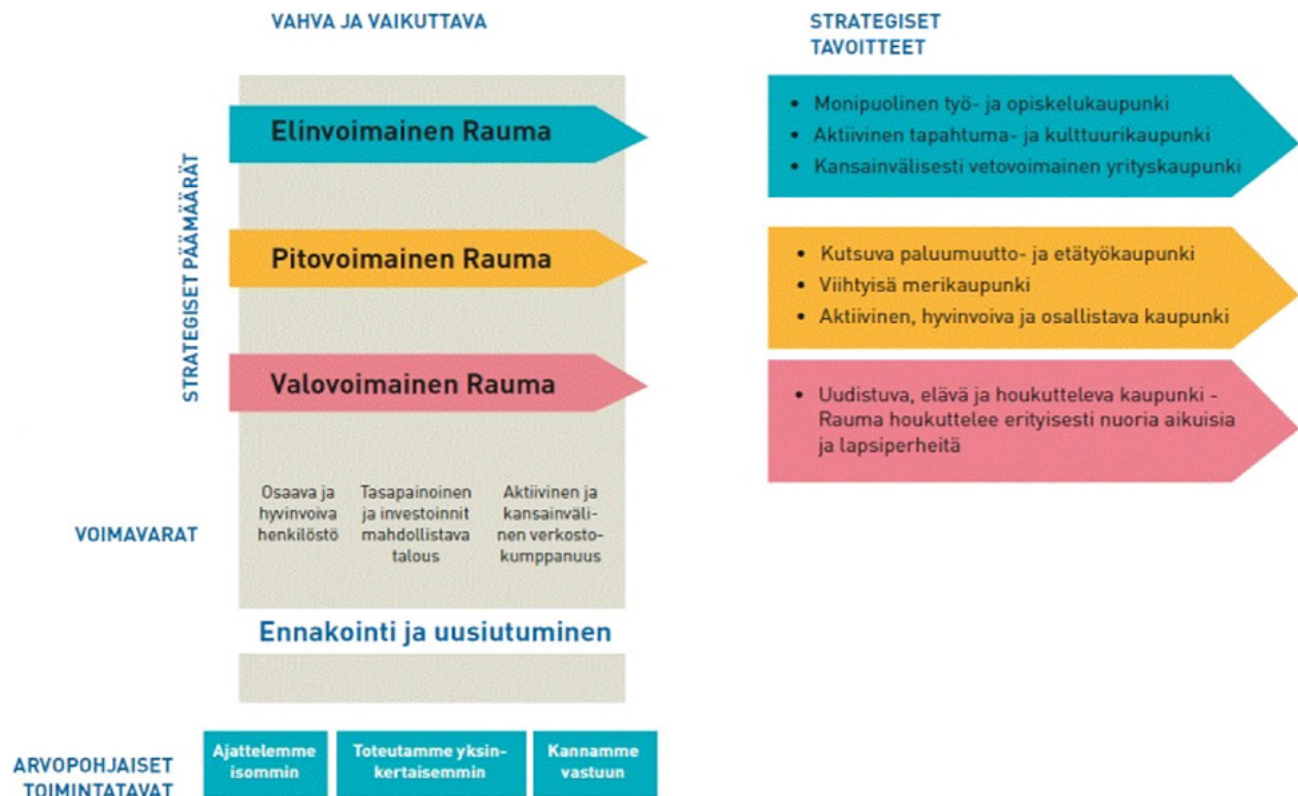 VAHVA JA VAIKUTTAVA
STRATEGISET
TAVOITTEET
STRATEGISET PÄÄMÄÄRÄT
Elinvoimainen Rauma
• Monipuolinen työ- ja opiskelukaupunki
• Aktiivinen tapahtuma- ja kulttuurikaupunki
• Kansainvälisesti vetovoimainen yrityskaupunki
Pitovoimainen Rauma
• Kutsuva paluumuutto- ja etätyökaupunki
• Viihtyisä merikaupunki
• Aktiivinen, hyvinvoiva ja osallistava kaupunki
Valovoimainen Rauma
• Uudistuva, elävä ja houkutteleva kaupunki -
Rauma houkuttelee erityisesti nuoria aikuisia
ja lapsiperheitä
VOIMAVARAT
Osaava ja
hyvinvoiva
henkilöstö
Tasapainoinen
ja investoinnit
mahdollistava
talous
Aktiivinen ja
kansainväli-
nen verkosto-
kumppanuus
Ennakointi ja uusiutuminen
ARVOPOHJAISET
TOIMINTATAVAT
Ajattelemme
isommin
Toteutamme yksin-
kertaisemmin
Kannamme
vastuun